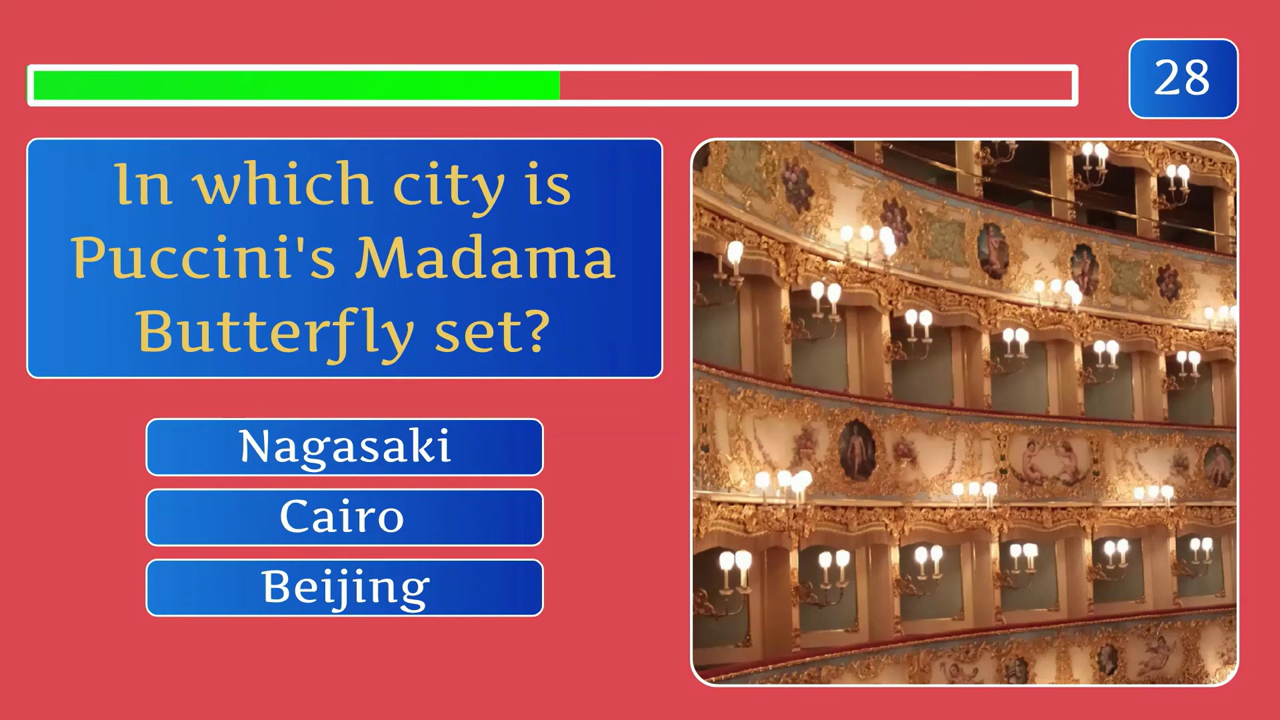 28
In which city is
Puccini's Madama
Butterfly set?
Nagasaki
Cairo
Beijing